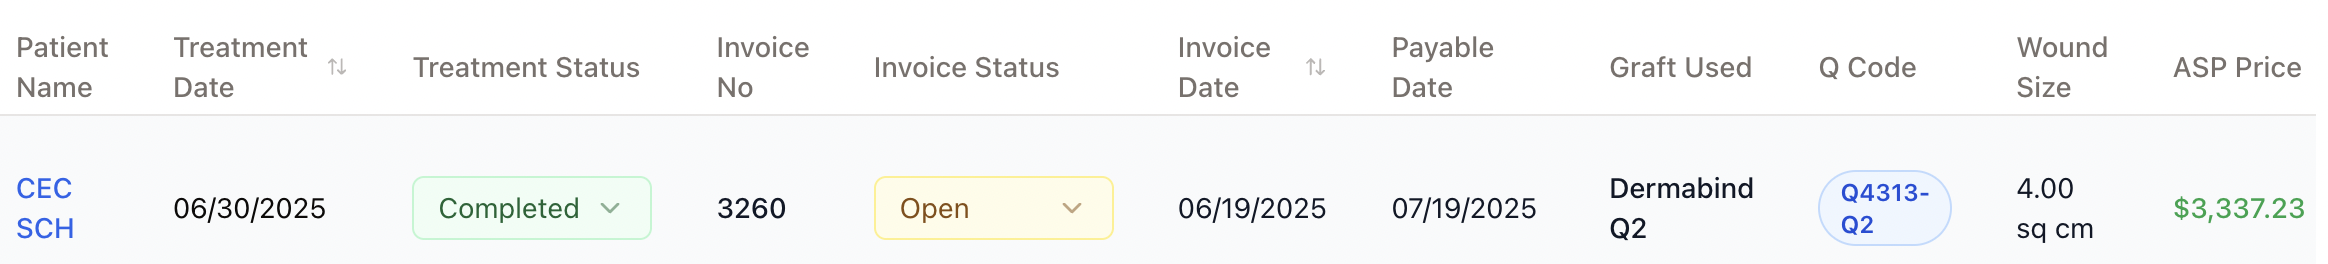 Patient Name
Treatment Date
Treatment Status
Invoice No
Invoice Status
Invoice Date
Payable Date
Graft Used
Q Code
Wound Size
ASP Price
CEC SCH
06/30/2025
Completed
3260
Open
06/19/2025
07/19/2025
Dermabind Q2
Q4313-Q2
4.00 sq cm
$3,337.23